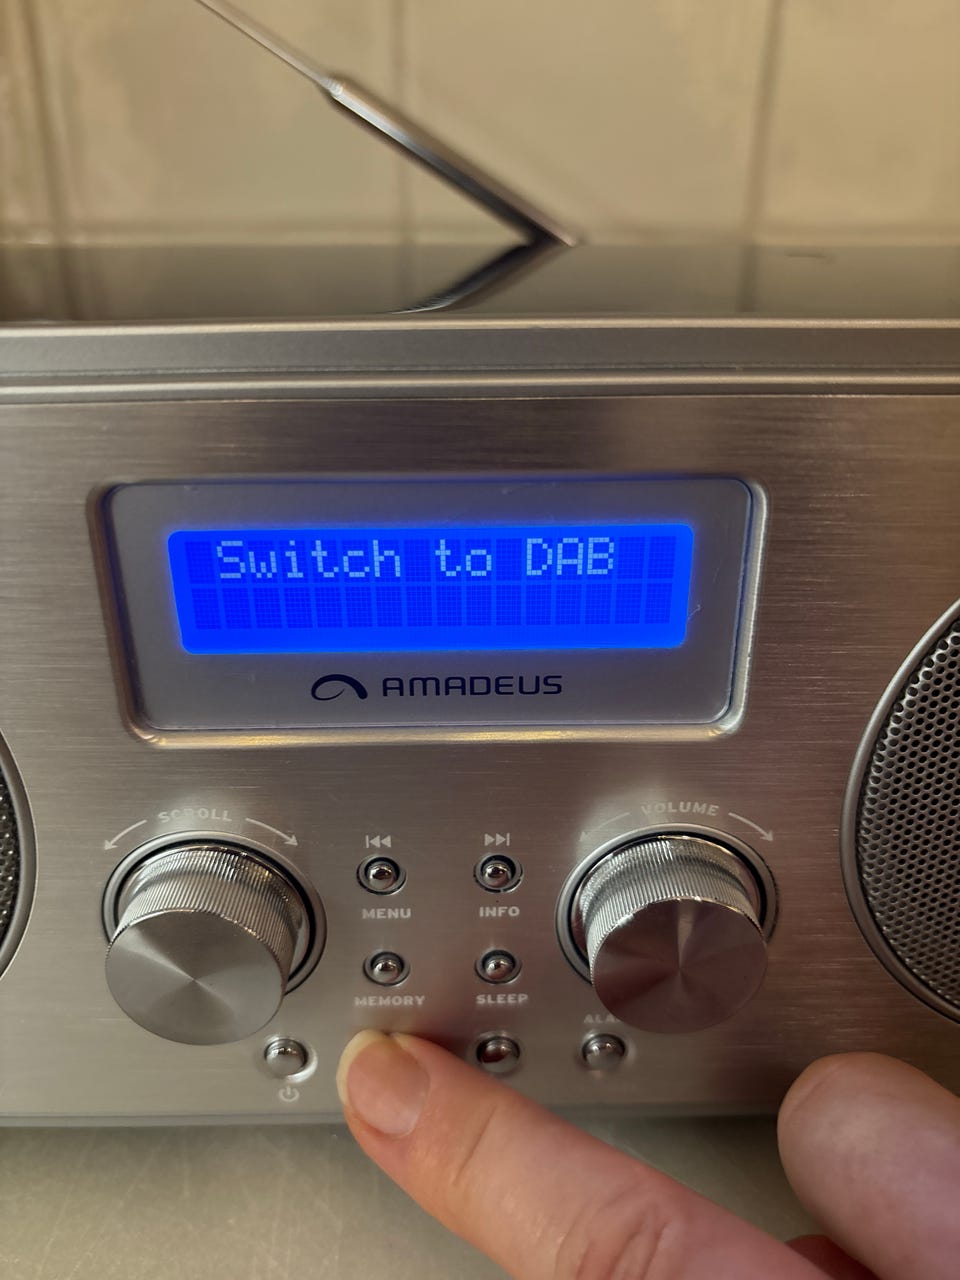 Switch to DAB
AMADEUS
SCROLL
VOLUME
MENU
INFO
MEMORY
SLEEP